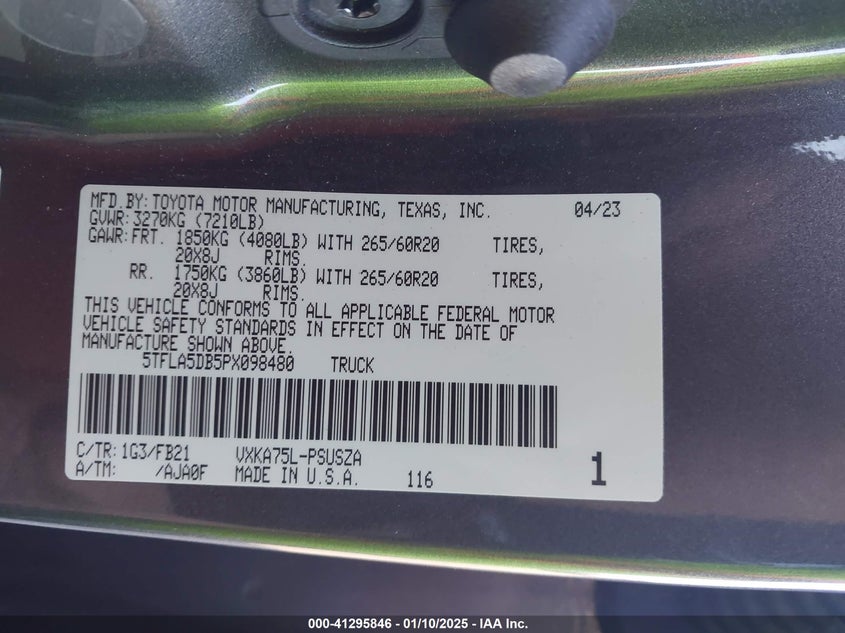 MFD.BY: TOYOTA MOTOR MANUFACTURING, TEXAS, INC. 04/23
GVWR: 3270KG (7210LB)
GAWR: FRT. 1850KG (4080LB) WITH 265/60R20 TIRES,
20X8J RIMS.
RR. 1750KG (3860LB) WITH 265/60R20 TIRES,
20X8J RIMS.
THIS VEHICLE CONFORMS TO ALL APPLICABLE FEDERAL MOTOR
VEHICLE SAFETY STANDARDS IN EFFECT ON THE DATE OF
MANUFACTURE SHOWN ABOVE.
5TFLA5DB5PX098480 TRUCK
C/TR: 1G3/FB21 VXKA75L-PSUSZA
A/TM: /AJA0F MADE IN U.S.A. 116 1
000-41295846 - 01/10/2025 - IAA Inc.